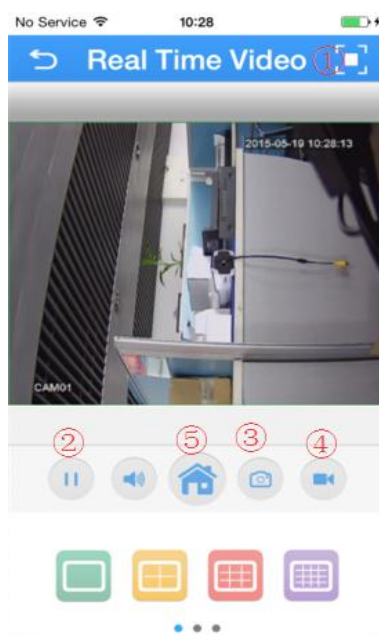 No Service 10:28
Real Time Video ①
2015-05-19 10:28:13
CAM01
② ⑤ ③ ④